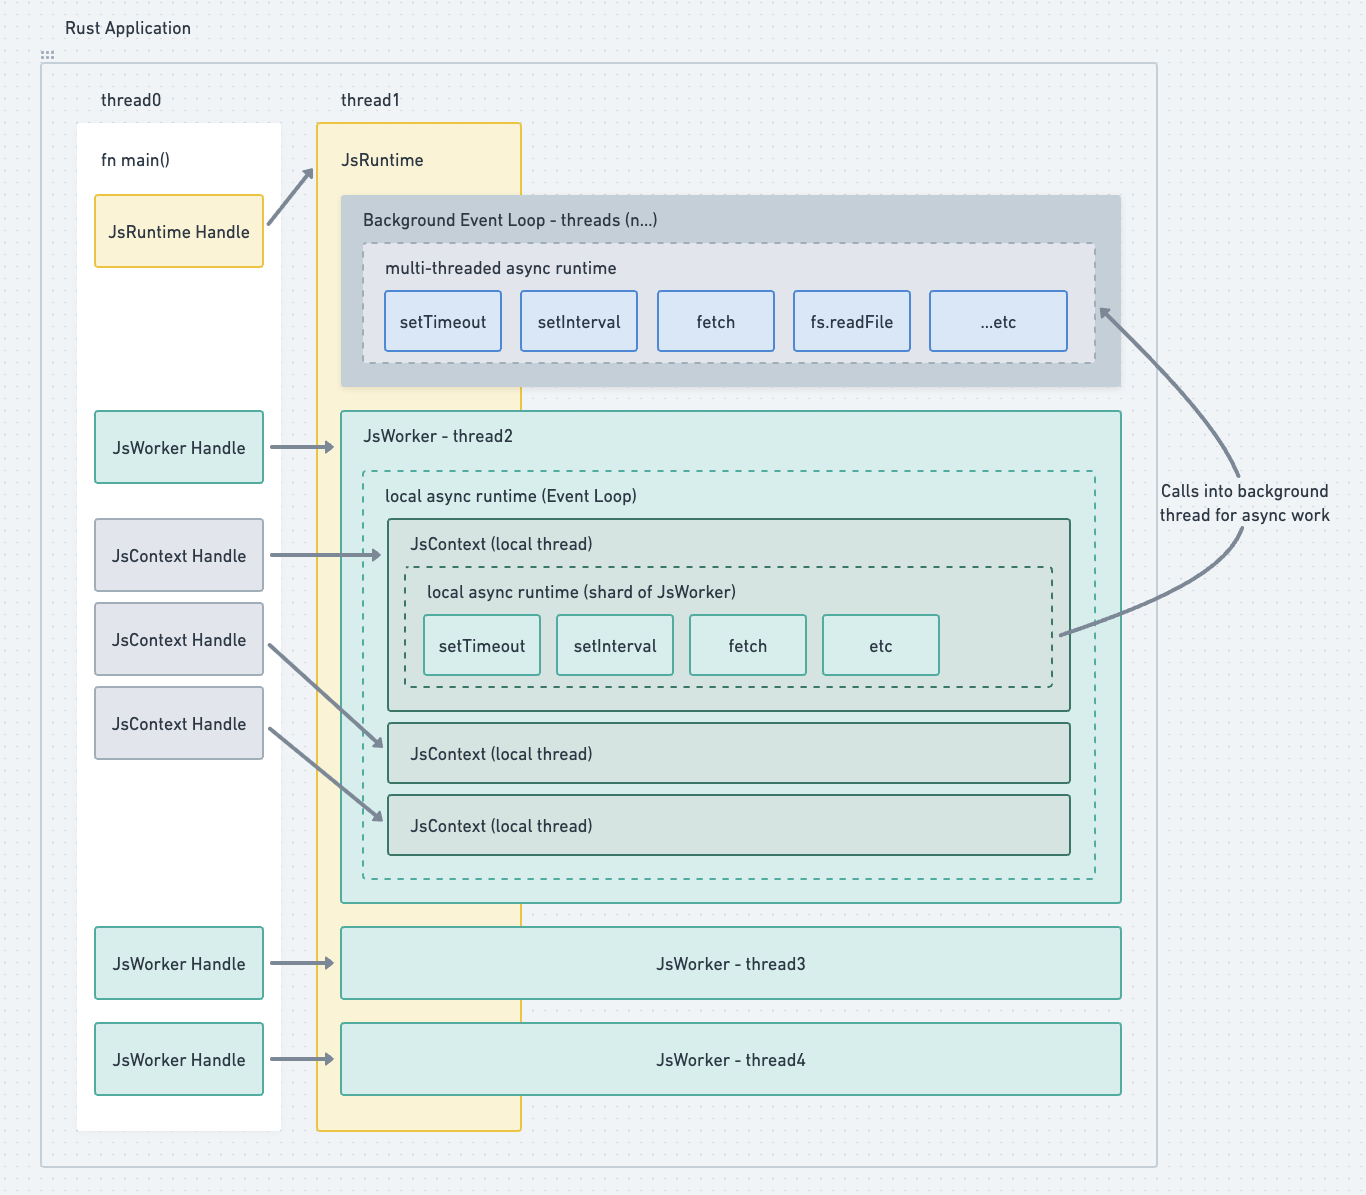 Rust Application
thread0
thread1
fn main()
JsRuntime
JsRuntime Handle
Background Event Loop - threads (n...)
multi-threaded async runtime
setTimeout
setInterval
fetch
fs.readFile
...etc
JsWorker Handle
JsWorker - thread2
local async runtime (Event Loop)
Calls into background
thread for async work
JsContext Handle
JsContext (local thread)
local async runtime (shard of JsWorker)
JsContext Handle
setTimeout
setInterval
fetch
etc
JsContext Handle
JsContext (local thread)
JsContext (local thread)
JsWorker Handle
JsWorker - thread3
JsWorker Handle
JsWorker - thread4